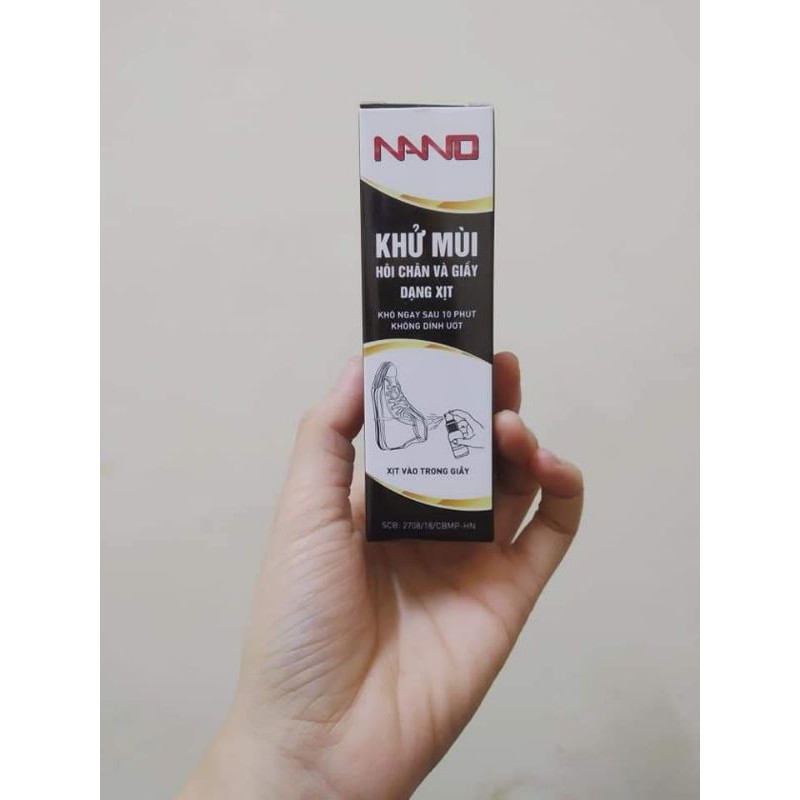 NANO
KHỬ MÙI
HÔI CHÂN VÀ GIẦY
DẠNG XỊT
KHÔ NGAY SAU 10 PHÚT
KHÔNG DÍNH ƯỚT
XỊT VÀO TRONG GIẦY
SCB: 2708/18/CBMP-HN